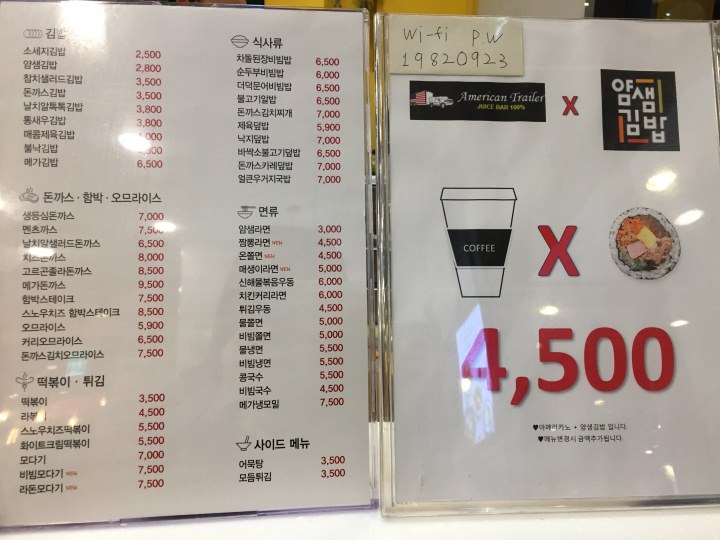 김밥
소세지김밥 2,500
얌샘김밥 2,800
참치샐러드김밥 3,500
돈까스김밥 3,500
날치알톡톡김밥 3,800
통새우김밥 3,800
매콤제육김밥
불낙김밥
메가김밥 6,500
돈까스 · 함박 · 오므라이스
생등심돈까스 7,000
멘츠까스 7,500
날치알샐러드돈까스 6,500
치즈돈까스 8,000
고르곤졸라돈까스 8,500
메가돈까스 9,500
함박스테이크 7,500
스노우치즈 함박스테이크 8,500
오므라이스 5,900
커리오므라이스 6,500
돈까스김치오므라이스 7,500
떡볶이 · 튀김
떡볶이 3,500
라볶이 4,500
스노우치즈떡볶이 5,500
화이트크림떡볶이 5,500
모다기 7,000
비빔모다기 NEW 7,500
라돈모다기 NEW 7,500
식사류
차돌된장비빔밥 6,500
순두부비빔밥 6,000
더덕문어비빔밥 6,500
불고기알밥 6,500
돈까스김치찌개 7,000
제육덮밥 5,900
낙지덮밥 7,000
바싹소불고기덮밥 6,500
돈까스카레덮밥 7,000
얼큰우거지국밥 7,000
면류
얌샘라면 3,000
짬뽕라면 NEW 4,500
온쫄면 NEW 4,500
매생이라면 NEW 5,000
신해물볶음우동 6,000
치킨커리라면 6,000
튀김우동 4,500
물쫄면 5,000
비빔쫄면 5,000
물냉면 5,500
비빔냉면 5,500
콩국수 5,500
비빔국수 4,500
메가냉모밀 7,500
사이드 메뉴
어묵탕 3,500
모듬튀김 3,500
Wi-fi PW
19820923
American Trailer
JUICE BAR 100%
X
얌샘
김밥
COFFEE
X
4,500
♥아메리카노 + 얌샘김밥 입니다.
♥메뉴변경시 금액추가됩니다.